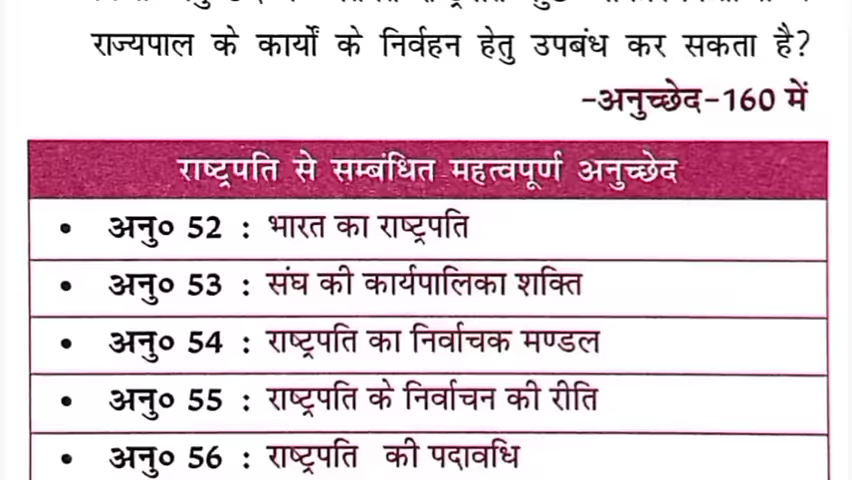 राज्यपाल के कार्यों के निर्वहन हेतु उपबंध कर सकता है?
–अनुच्छेद–160 में
राष्ट्रपति से सम्बंधित महत्वपूर्ण अनुच्छेद
• अनु० 52 : भारत का राष्ट्रपति
• अनु० 53 : संघ की कार्यपालिका शक्ति
• अनु० 54 : राष्ट्रपति का निर्वाचक मण्डल
• अनु० 55 : राष्ट्रपति के निर्वाचन की रीति
• अनु० 56 : राष्ट्रपति की पदावधि